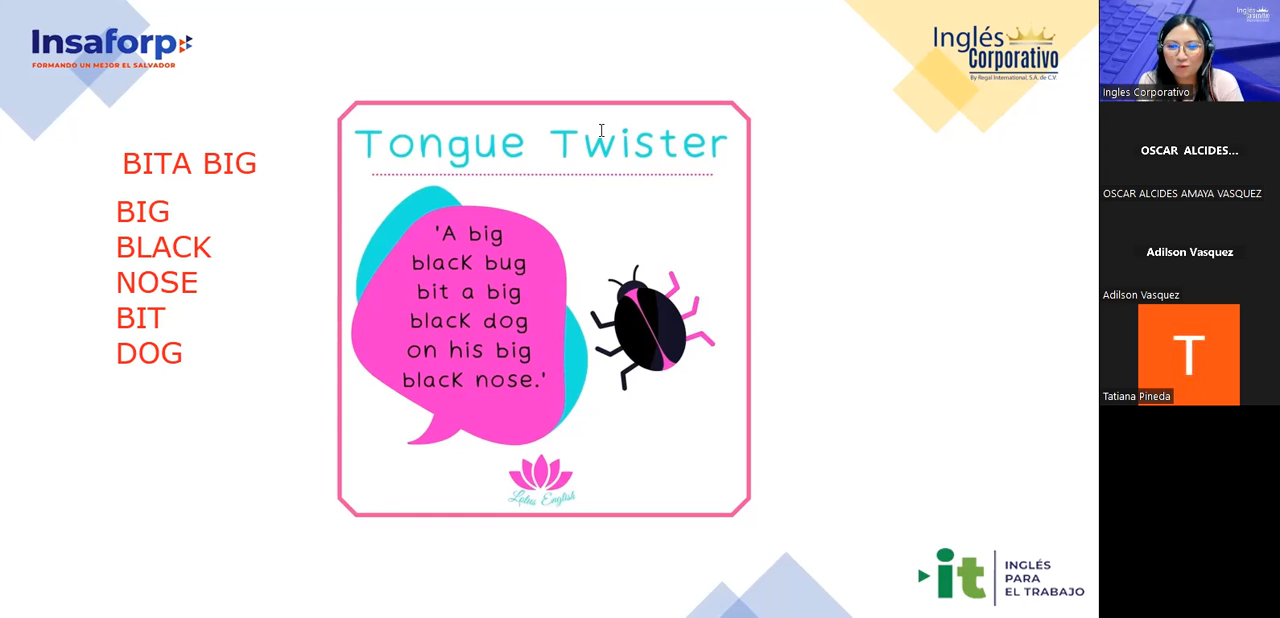 Insaforp
FORMANDO UN MEJOR EL SALVADOR
Inglés
Corporativo
By Regal International, S.A. de C.V.
BITA BIG
BIG
BLACK
NOSE
BIT
DOG
Tongue Twister
'A big
black bug
bit a big
black dog
on his big
black nose.'
Lotus English
it
INGLÉS
PARA
EL TRABAJO
Ingles Corporativo
OSCAR ALCIDES...
OSCAR ALCIDES AMAYA VASQUEZ
Adilson Vasquez
Adilson Vasquez
T
Tatiana Pineda